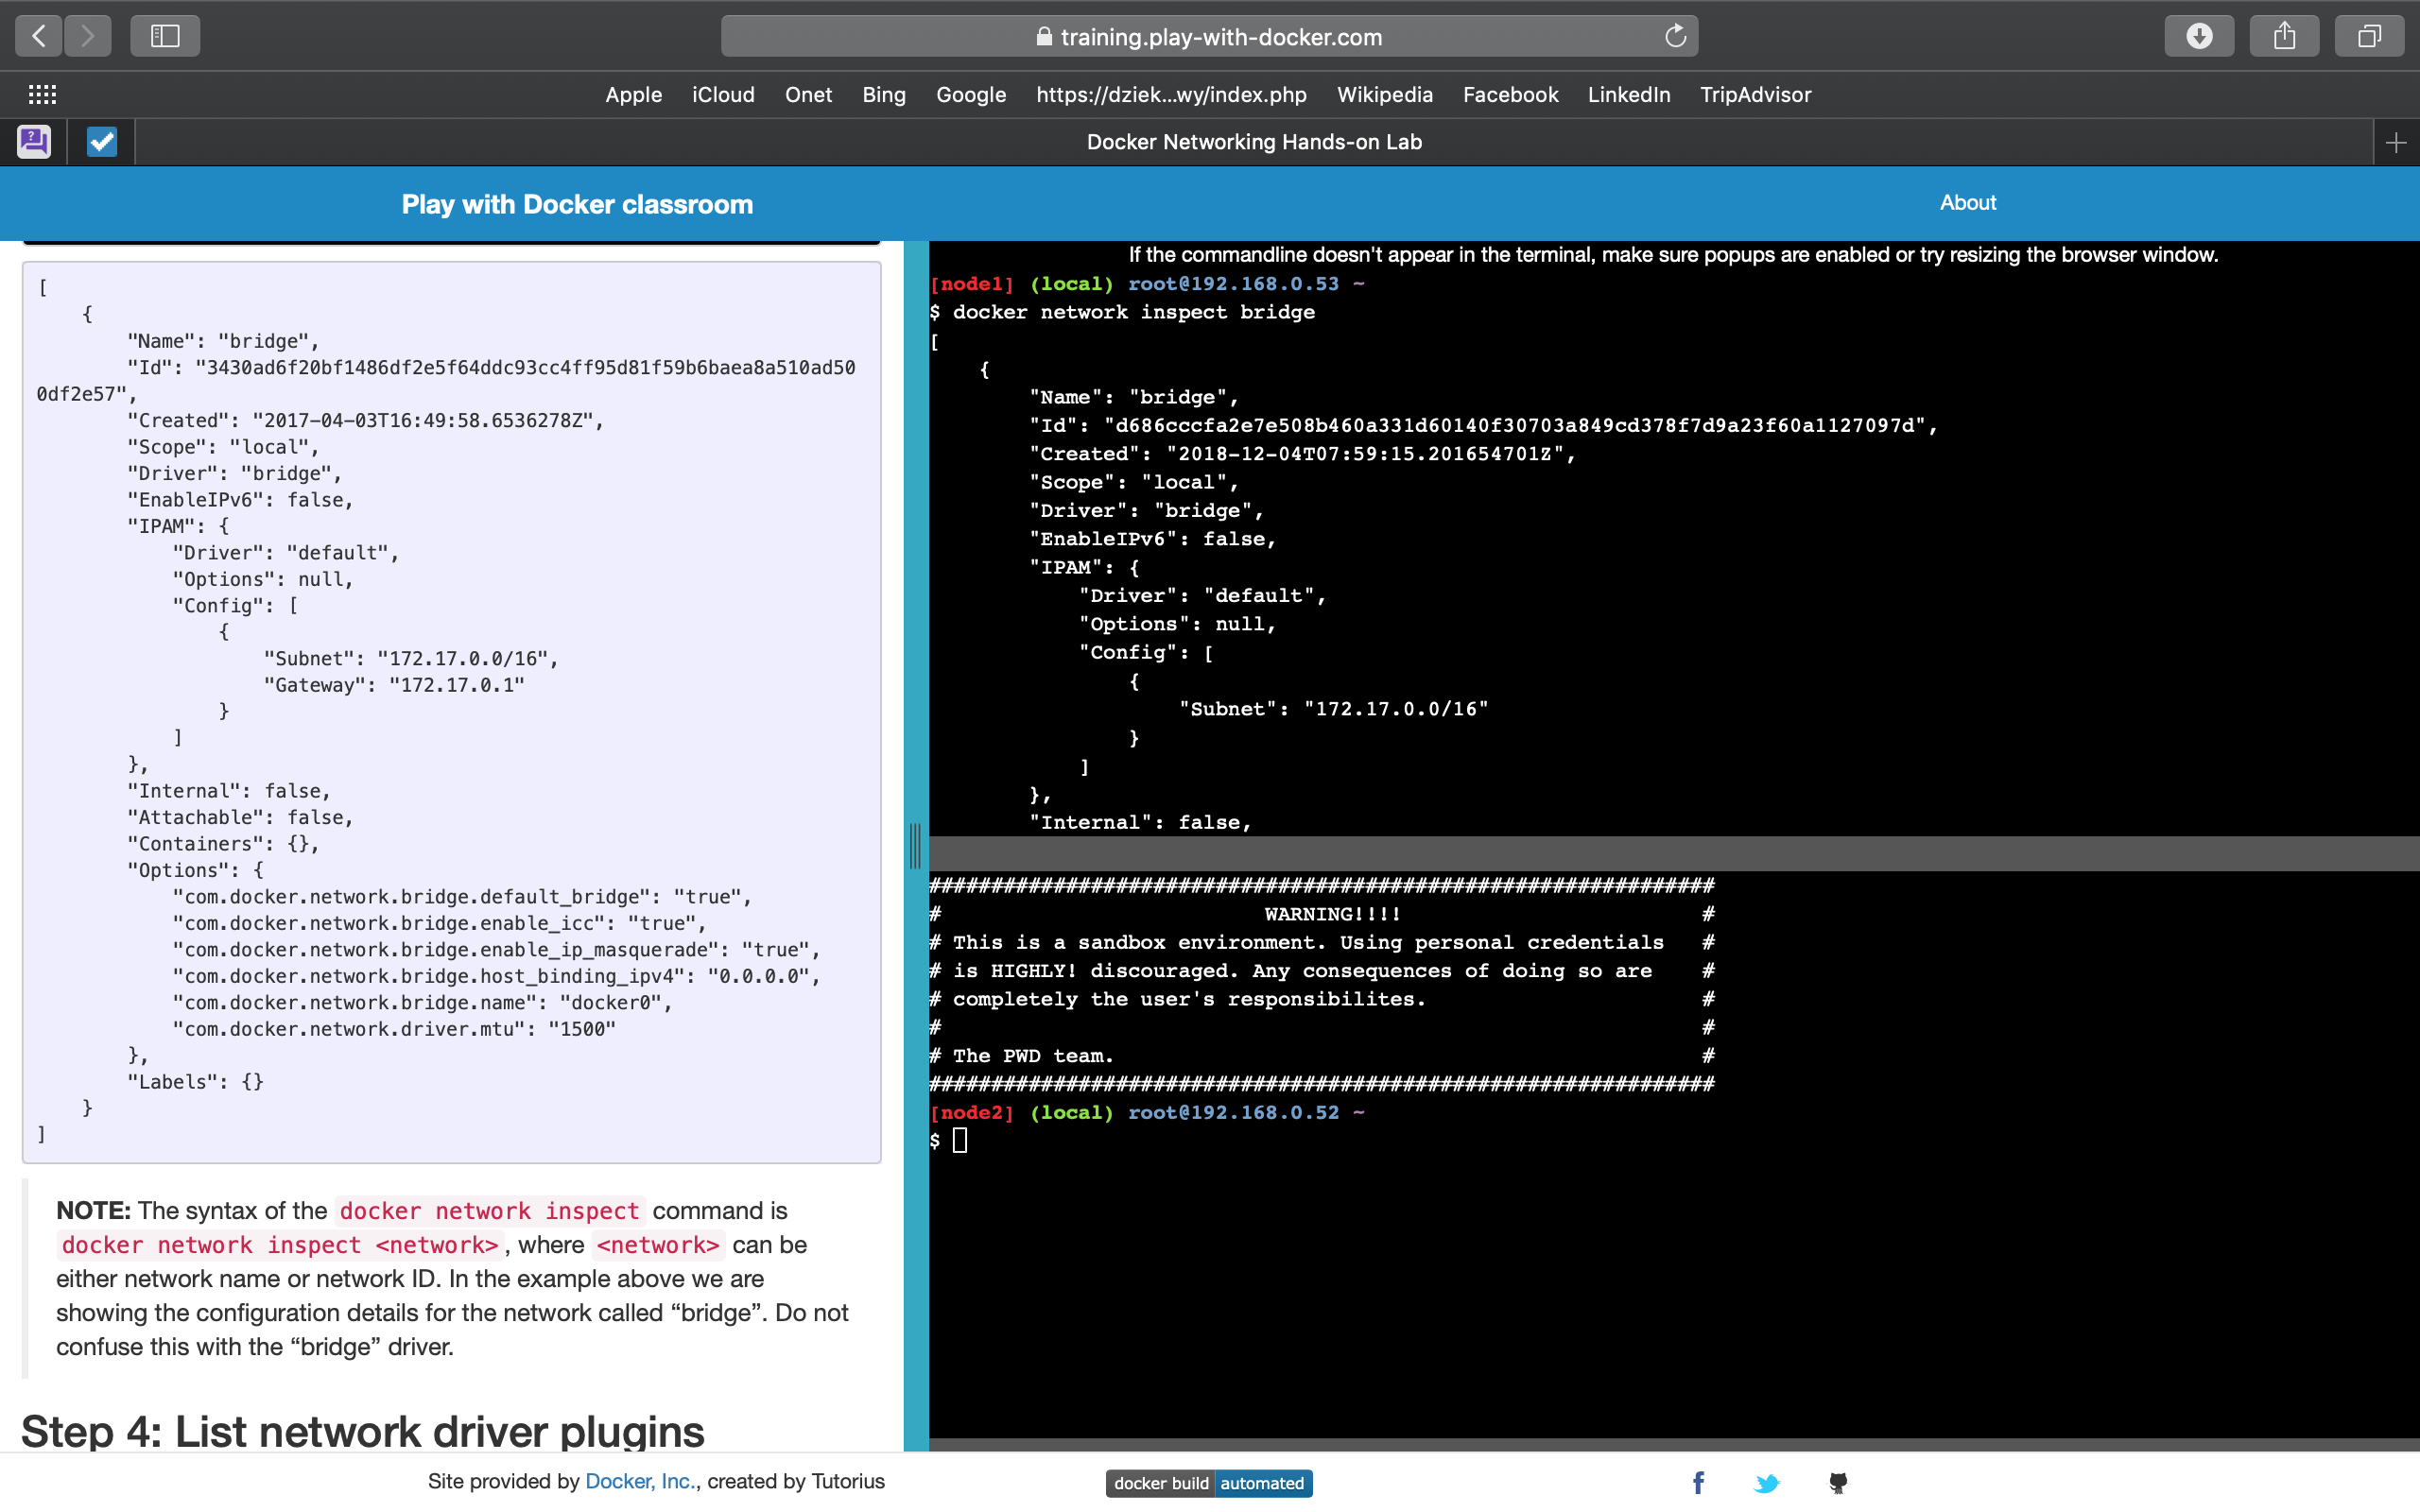 training.play-with-docker.com
Apple iCloud Onet Bing Google https://dziek...wy/index.php Wikipedia Facebook LinkedIn TripAdvisor
Docker Networking Hands-on Lab
Play with Docker classroom
About
[
    {
        "Name": "bridge",
        "Id": "3430ad6f20bf1486df2e5f64ddc93cc4ff95d81f59b6baea8a510ad50
0df2e57",
        "Created": "2017-04-03T16:49:58.6536278Z",
        "Scope": "local",
        "Driver": "bridge",
        "EnableIPv6": false,
        "IPAM": {
            "Driver": "default",
            "Options": null,
            "Config": [
                {
                    "Subnet": "172.17.0.0/16",
                    "Gateway": "172.17.0.1"
                }
            ]
        },
        "Internal": false,
        "Attachable": false,
        "Containers": {},
        "Options": {
            "com.docker.network.bridge.default_bridge": "true",
            "com.docker.network.bridge.enable_icc": "true",
            "com.docker.network.bridge.enable_ip_masquerade": "true",
            "com.docker.network.bridge.host_binding_ipv4": "0.0.0.0",
            "com.docker.network.bridge.name": "docker0",
            "com.docker.network.driver.mtu": "1500"
        },
        "Labels": {}
    }
]
NOTE: The syntax of the docker network inspect command is
docker network inspect <network>, where <network> can be
either network name or network ID. In the example above we are
showing the configuration details for the network called “bridge”. Do not
confuse this with the “bridge” driver.
Step 4: List network driver plugins
If the commandline doesn't appear in the terminal, make sure popups are enabled or try resizing the browser window.
[node1] (local) root@192.168.0.53 ~
$ docker network inspect bridge
[
    {
        "Name": "bridge",
        "Id": "d686cccfa2e7e508b460a331d60140f30703a849cd378f7d9a23f60a1127097d",
        "Created": "2018-12-04T07:59:15.201654701Z",
        "Scope": "local",
        "Driver": "bridge",
        "EnableIPv6": false,
        "IPAM": {
            "Driver": "default",
            "Options": null,
            "Config": [
                {
                    "Subnet": "172.17.0.0/16"
                }
            ]
        },
        "Internal": false,
###############################################################
#                          WARNING!!!!                        #
# This is a sandbox environment. Using personal credentials   #
# is HIGHLY! discouraged. Any consequences of doing so are    #
# completely the user's responsibilites.                      #
#                                                             #
# The PWD team.                                               #
###############################################################
[node2] (local) root@192.168.0.52 ~
$
Site provided by Docker, Inc., created by Tutorius
docker build automated